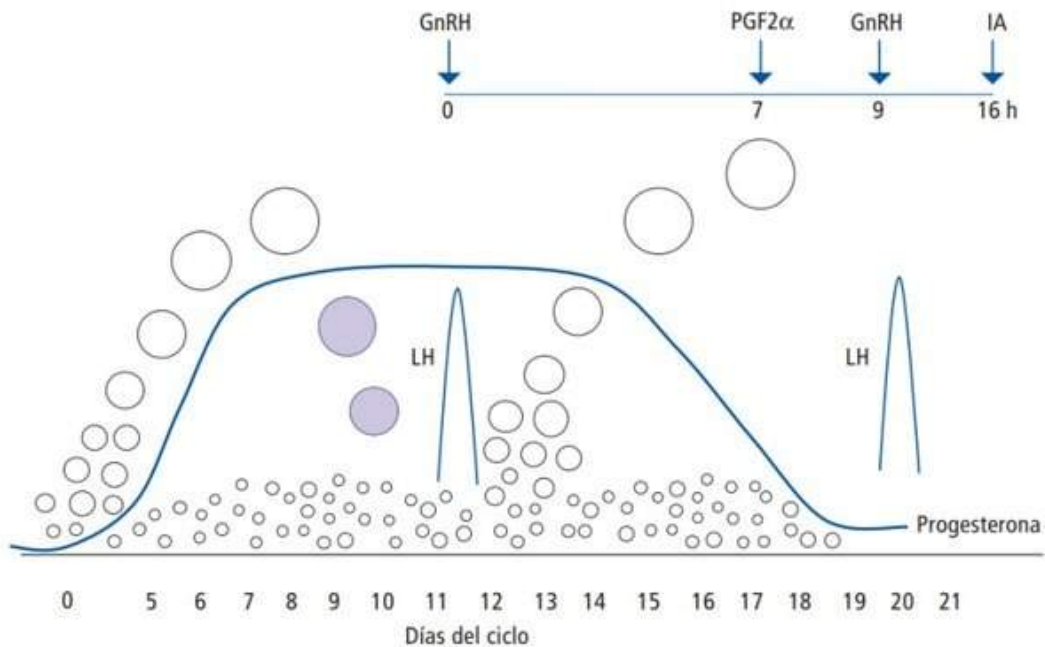 GnRH PGF2α GnRH IA
0 7 9 16 h
LH
LH
Progesterona
0 5 6 7 8 9 10 11 12 13 14 15 16 17 18 19 20 21
Días del ciclo